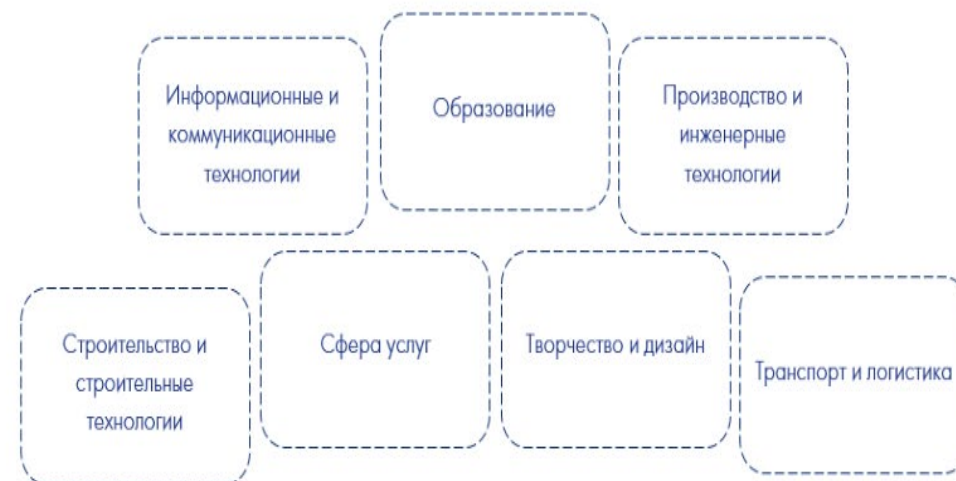 Информационные и
коммуникационные
технологии
Образование
Производство и
инженерные
технологии
Строительство и
строительные
технологии
Сфера услуг
Творчество и дизайн
Транспорт и логистика